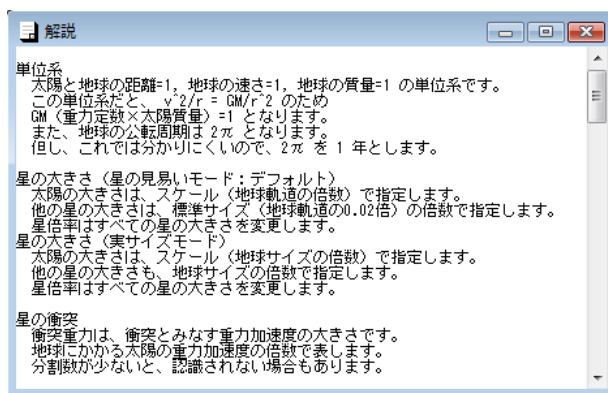 解説
単位系
太陽と地球の距離=1, 地球の速さ=1, 地球の質量=1 の単位系です。
この単位系だと、 v^2/r = GM/r^2 のため
GM（重力定数×太陽質量）=1 となります。
また、地球の公転周期は 2π となります。
但し、これでは分かりにくいので、2π を 1 年とします。
星の大きさ（星の見易いモード：デフォルト）
太陽の大きさは、スケール（地球軌道の倍数）で指定します。
他の星の大きさは、標準サイズ（地球軌道の0.02倍）の倍数で指定します。
星倍率はすべての星の大きさを変更します。
星の大きさ（実サイズモード）
太陽の大きさは、スケール（地球サイズの倍数）で指定します。
他の星の大きさも、地球サイズの倍数で指定します。
星倍率はすべての星の大きさを変更します。
星の衝突
衝突重力は、衝突とみなす重力加速度の大きさです。
地球にかかる太陽の重力加速度の倍数で表します。
分割数が少ないと、認識されない場合もあります。